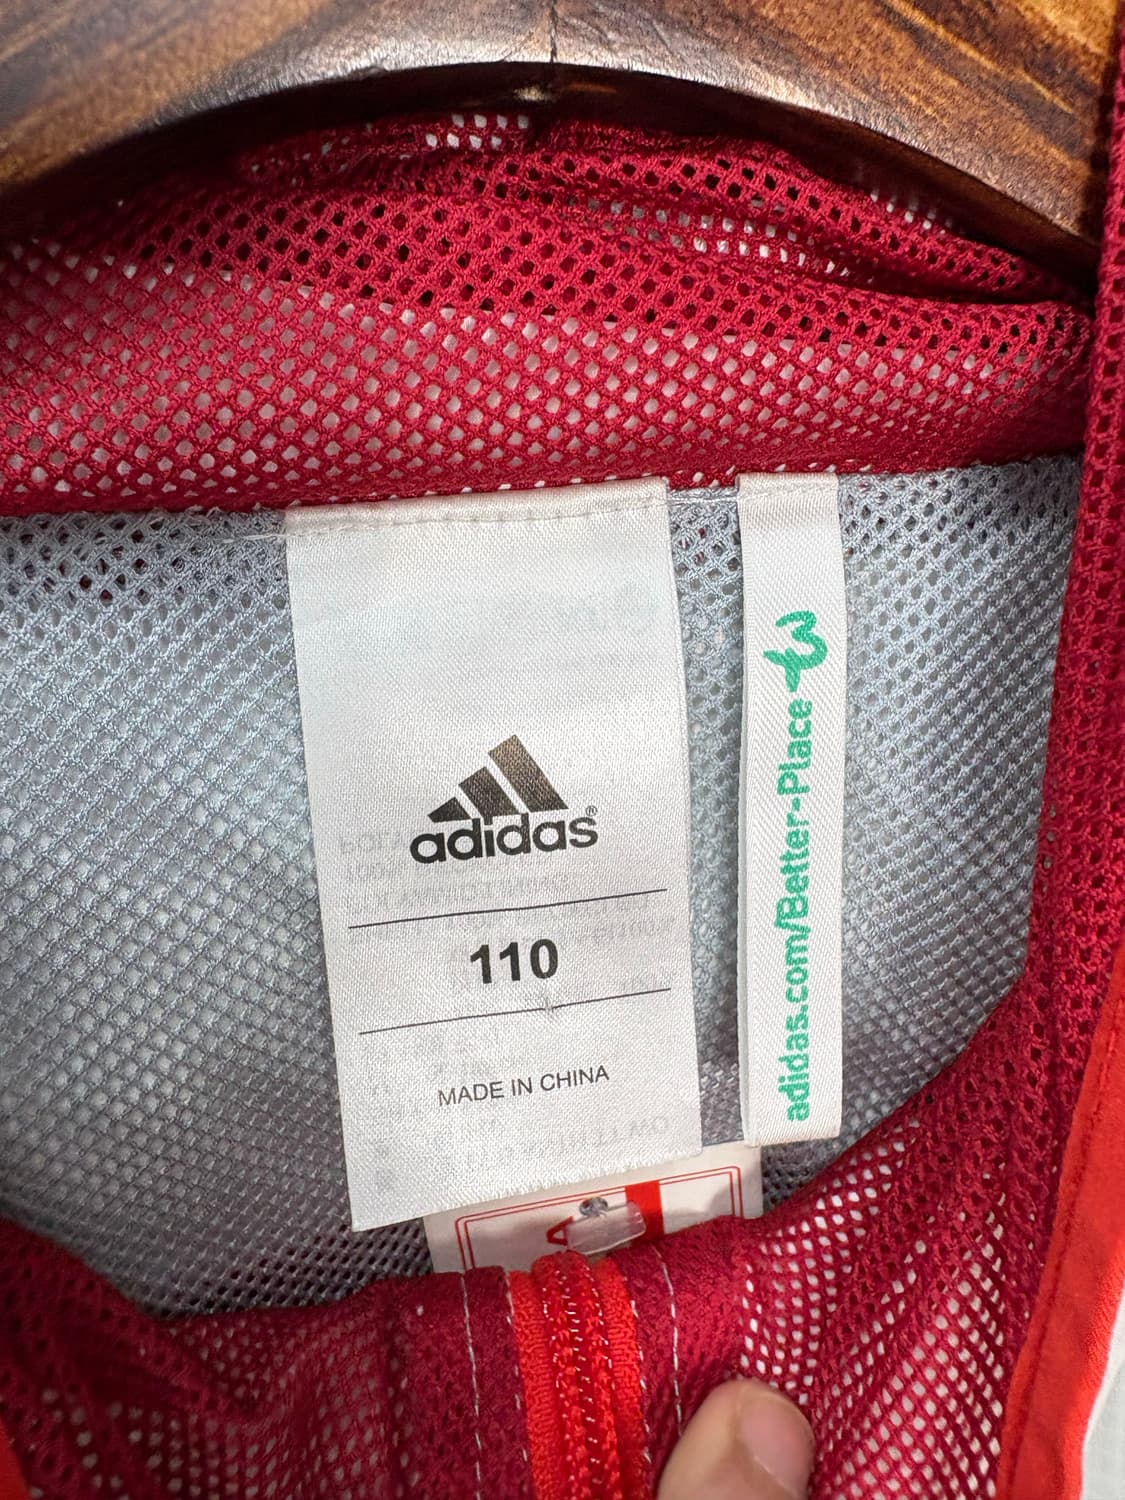 adidas®
110
MADE IN CHINA
adidas.com/Better-Place
A